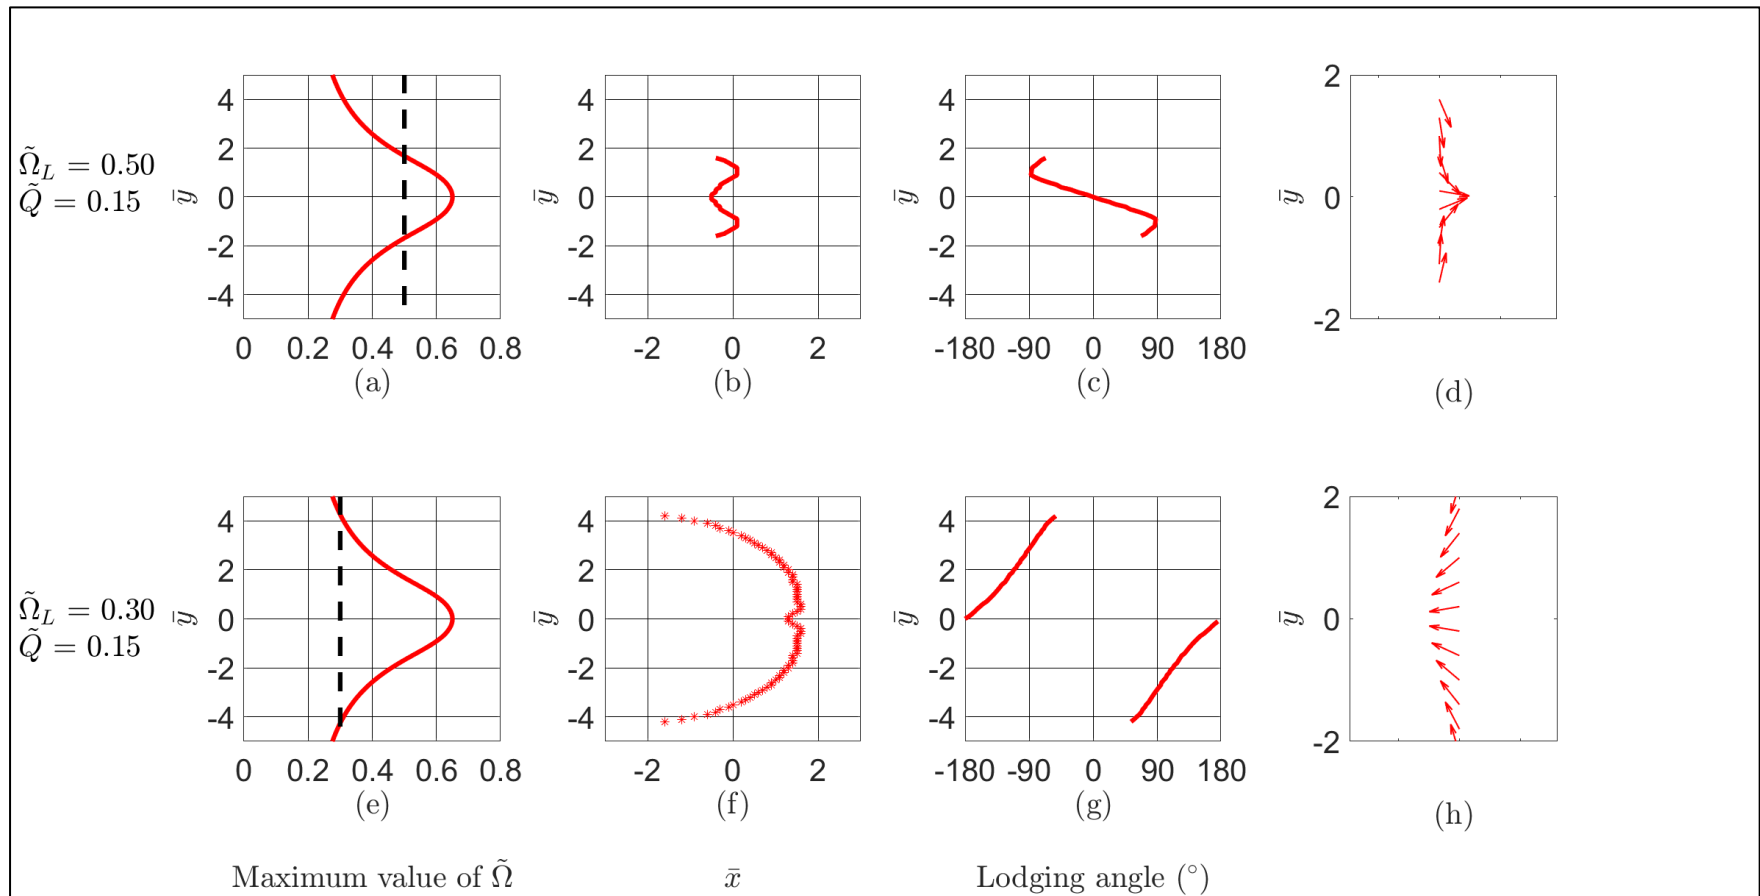 4
2
0
-2
-4
ȳ
0 0.2 0.4 0.6 0.8
(a)
4
2
0
-2
-4
ȳ
-2 0 2
(b)
4
2
0
-2
-4
ȳ
-180 -90 0 90 180
(c)
2
0
-2
ȳ
(d)
Ω̃_L = 0.50
Q̃ = 0.15
4
2
0
-2
-4
ȳ
0 0.2 0.4 0.6 0.8
(e)
4
2
0
-2
-4
ȳ
-2 0 2
(f)
4
2
0
-2
-4
ȳ
-180 -90 0 90 180
(g)
2
0
-2
ȳ
(h)
Ω̃_L = 0.30
Q̃ = 0.15
Maximum value of Ω̃
x̄
Lodging angle (°)